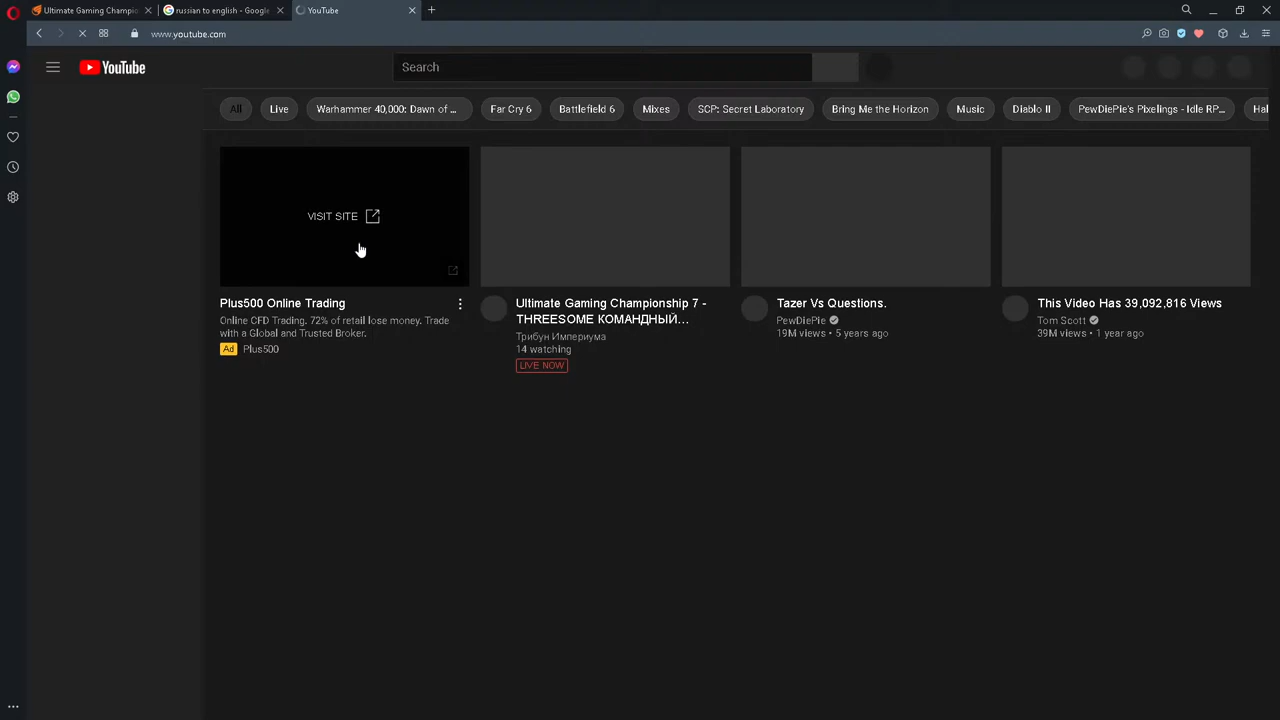 Ultimate Gaming Champio
russian to english - Google
YouTube
www.youtube.com
YouTube
Search
All
Live
Warhammer 40,000: Dawn of ...
Far Cry 6
Battlefield 6
Mixes
SCP: Secret Laboratory
Bring Me the Horizon
Music
Diablo II
PewDiePie's Pixelings - Idle RP...
Hal
VISIT SITE
Plus500 Online Trading
Online CFD Trading. 72% of retail lose money. Trade
with a Global and Trusted Broker.
Ad Plus500
Ultimate Gaming Championship 7 -
THREESOME КОМАНДНЫЙ...
Трибун Империума
14 watching
LIVE NOW
Tazer Vs Questions.
PewDiePie
19M views • 5 years ago
This Video Has 39,092,816 Views
Tom Scott
39M views • 1 year ago